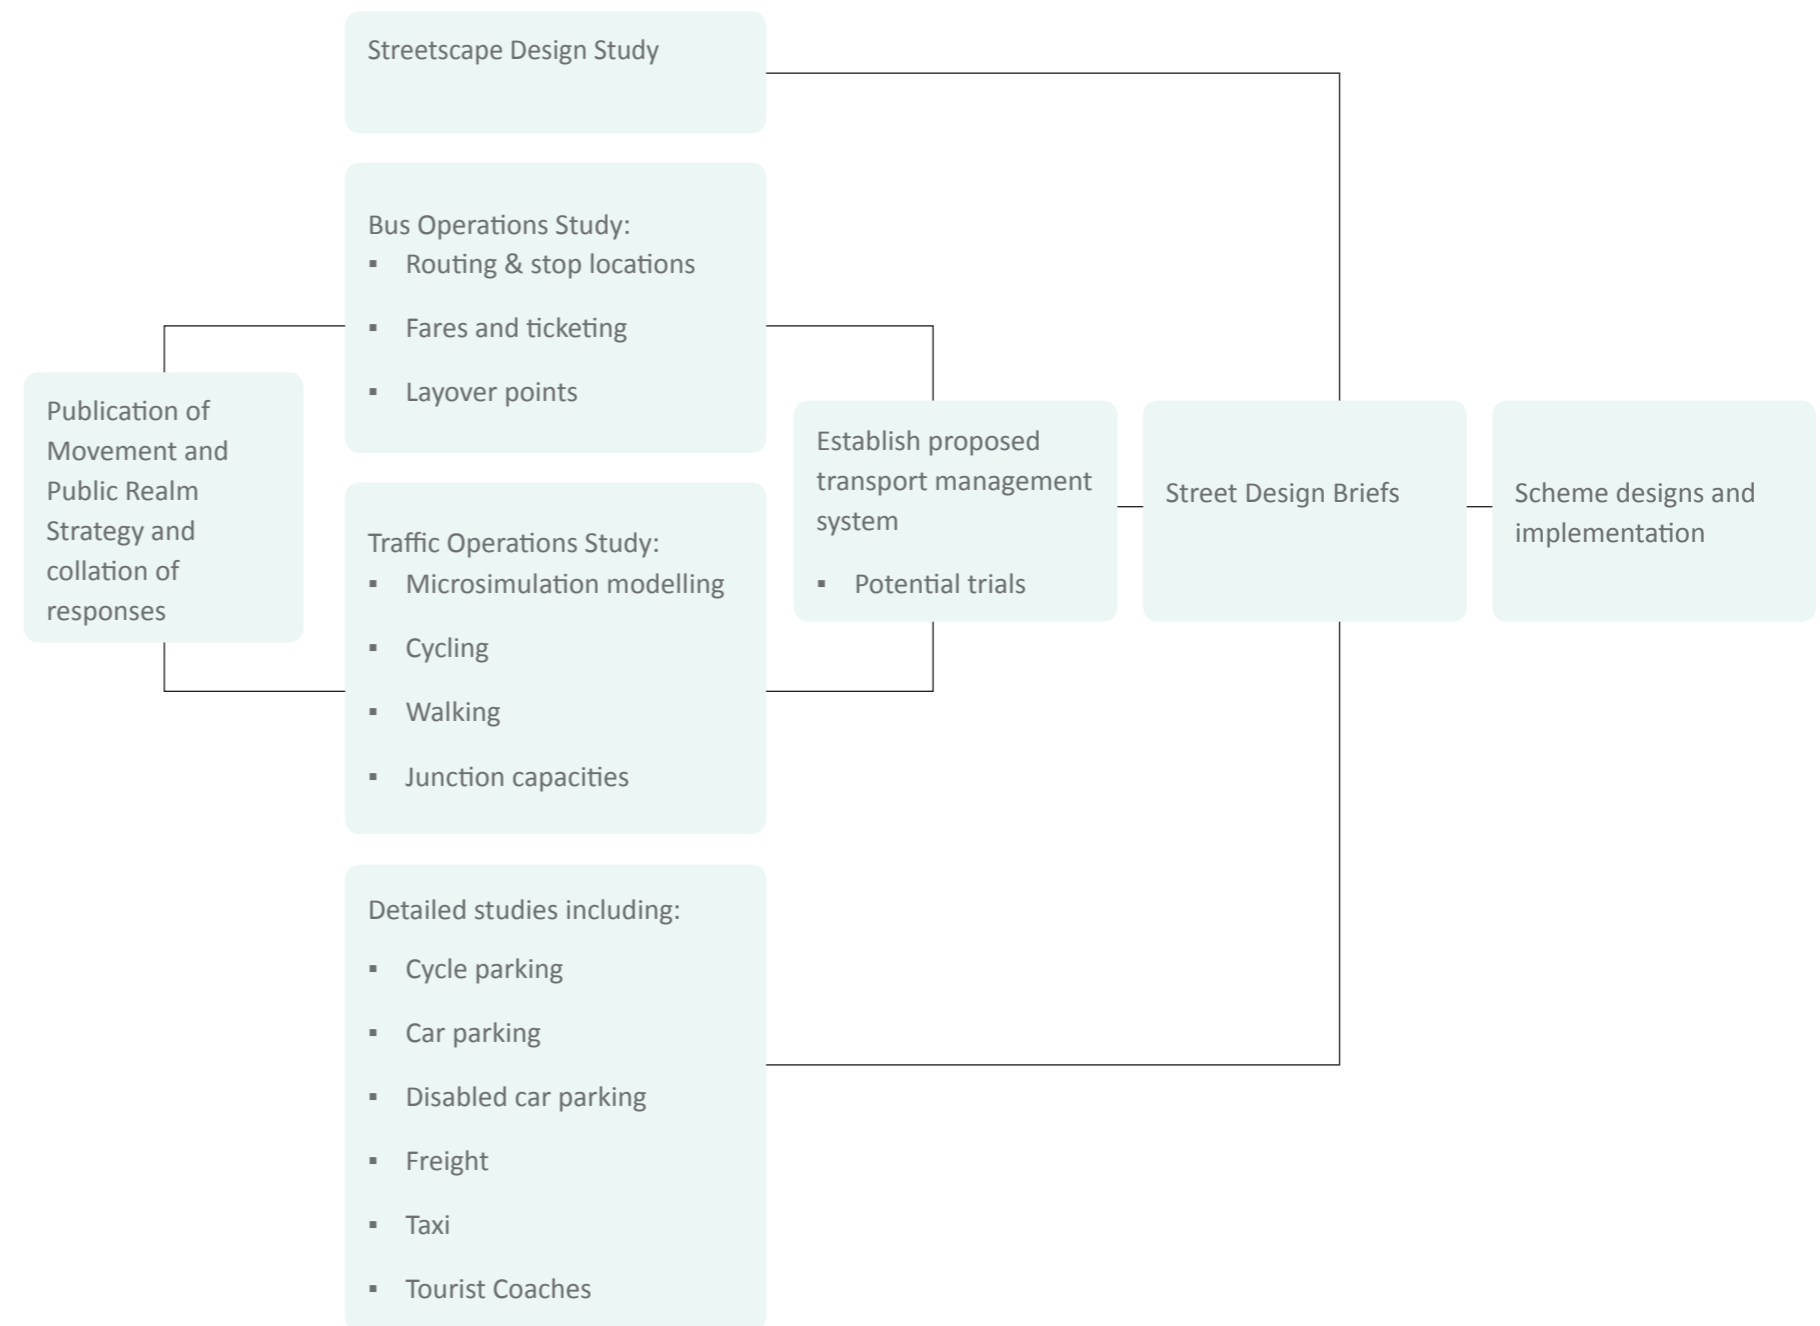 Streetscape Design Study
Bus Operations Study:
▪ Routing & stop locations
▪ Fares and ticketing
▪ Layover points
Publication of
Movement and
Public Realm
Strategy and
collation of
responses
Traffic Operations Study:
▪ Microsimulation modelling
▪ Cycling
▪ Walking
▪ Junction capacities
Establish proposed
transport management
system
▪ Potential trials
Street Design Briefs
Scheme designs and
implementation
Detailed studies including:
▪ Cycle parking
▪ Car parking
▪ Disabled car parking
▪ Freight
▪ Taxi
▪ Tourist Coaches